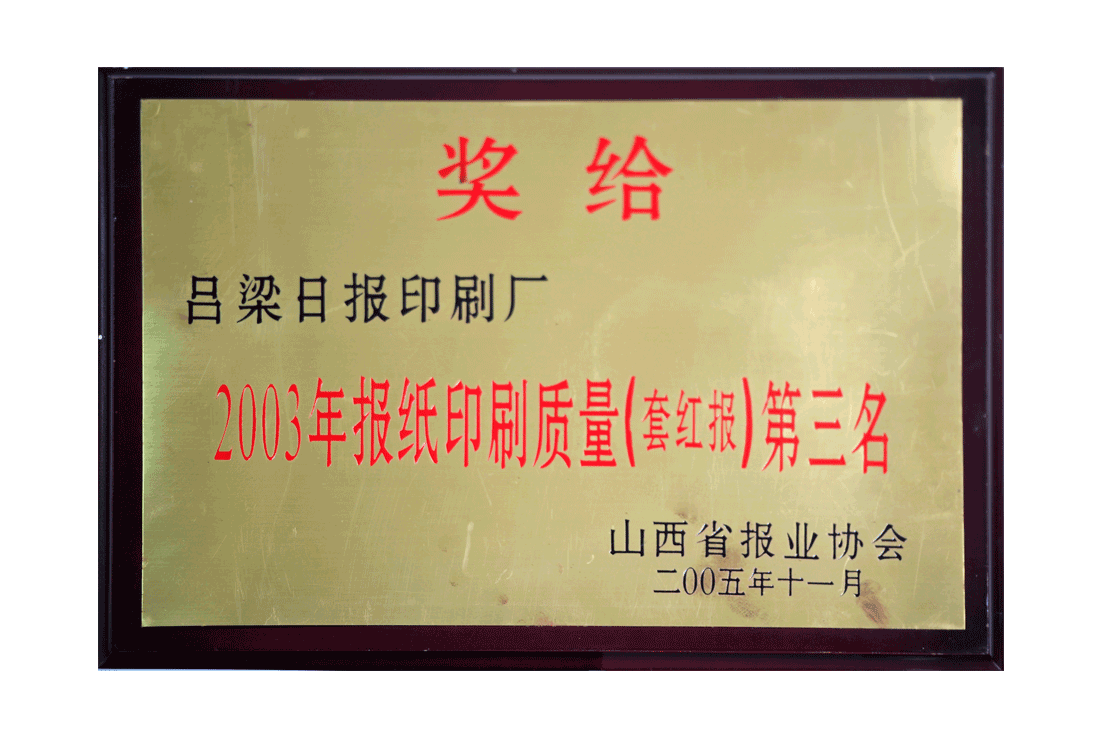 奖给
吕梁日报印刷厂
2003年报纸印刷质量(套红报)第三名
山西省报业协会
二00五年十一月